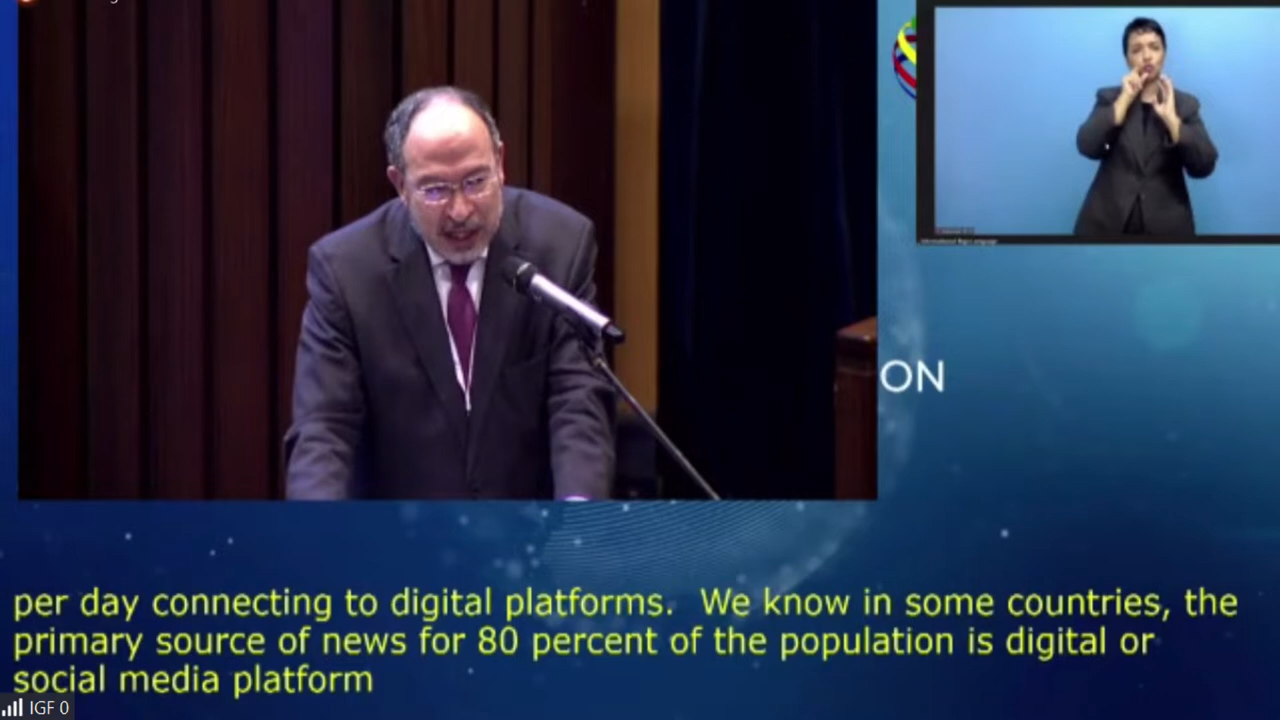 ON
per day connecting to digital platforms.  We know in some countries, the
primary source of news for 80 percent of the population is digital or
social media platform
IGF 0